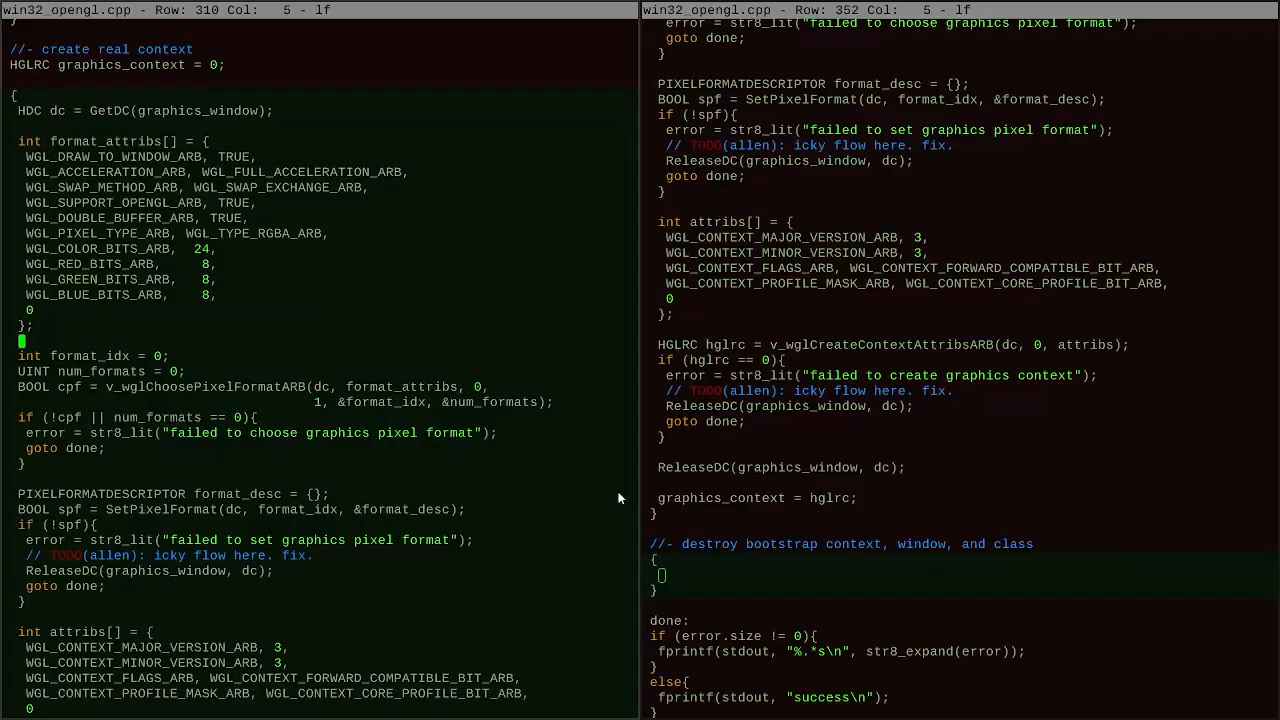 win32_opengl.cpp - Row: 310 Col:   5 - lf
}
//- create real context
HGLRC graphics_context = 0;
{
HDC dc = GetDC(graphics_window);
int format_attribs[] = {
WGL_DRAW_TO_WINDOW_ARB, TRUE,
WGL_ACCELERATION_ARB, WGL_FULL_ACCELERATION_ARB,
WGL_SWAP_METHOD_ARB, WGL_SWAP_EXCHANGE_ARB,
WGL_SUPPORT_OPENGL_ARB, TRUE,
WGL_DOUBLE_BUFFER_ARB, TRUE,
WGL_PIXEL_TYPE_ARB, WGL_TYPE_RGBA_ARB,
WGL_COLOR_BITS_ARB,   24,
WGL_RED_BITS_ARB,      8,
WGL_GREEN_BITS_ARB,    8,
WGL_BLUE_BITS_ARB,     8,
0
};
int format_idx = 0;
UINT num_formats = 0;
BOOL cpf = v_wglChoosePixelFormatARB(dc, format_attribs, 0,
1, &format_idx, &num_formats);
if (!cpf || num_formats == 0){
error = str8_lit("failed to choose graphics pixel format");
goto done;
}
PIXELFORMATDESCRIPTOR format_desc = {};
BOOL spf = SetPixelFormat(dc, format_idx, &format_desc);
if (!spf){
error = str8_lit("failed to set graphics pixel format");
// TODO(allen): icky flow here. fix.
ReleaseDC(graphics_window, dc);
goto done;
}
int attribs[] = {
WGL_CONTEXT_MAJOR_VERSION_ARB, 3,
WGL_CONTEXT_MINOR_VERSION_ARB, 3,
WGL_CONTEXT_FLAGS_ARB, WGL_CONTEXT_FORWARD_COMPATIBLE_BIT_ARB,
WGL_CONTEXT_PROFILE_MASK_ARB, WGL_CONTEXT_CORE_PROFILE_BIT_ARB,
0
win32_opengl.cpp - Row: 352 Col:   5 - lf
error = str8_lit("failed to choose graphics pixel format");
goto done;
}
PIXELFORMATDESCRIPTOR format_desc = {};
BOOL spf = SetPixelFormat(dc, format_idx, &format_desc);
if (!spf){
error = str8_lit("failed to set graphics pixel format");
// TODO(allen): icky flow here. fix.
ReleaseDC(graphics_window, dc);
goto done;
}
int attribs[] = {
WGL_CONTEXT_MAJOR_VERSION_ARB, 3,
WGL_CONTEXT_MINOR_VERSION_ARB, 3,
WGL_CONTEXT_FLAGS_ARB, WGL_CONTEXT_FORWARD_COMPATIBLE_BIT_ARB,
WGL_CONTEXT_PROFILE_MASK_ARB, WGL_CONTEXT_CORE_PROFILE_BIT_ARB,
0
};
HGLRC hglrc = v_wglCreateContextAttribsARB(dc, 0, attribs);
if (hglrc == 0){
error = str8_lit("failed to create graphics context");
// TODO(allen): icky flow here. fix.
ReleaseDC(graphics_window, dc);
goto done;
}
ReleaseDC(graphics_window, dc);
graphics_context = hglrc;
}
//- destroy bootstrap context, window, and class
{
}
done:
if (error.size != 0){
fprintf(stdout, "%.*s\n", str8_expand(error));
}
else{
fprintf(stdout, "success\n");
}